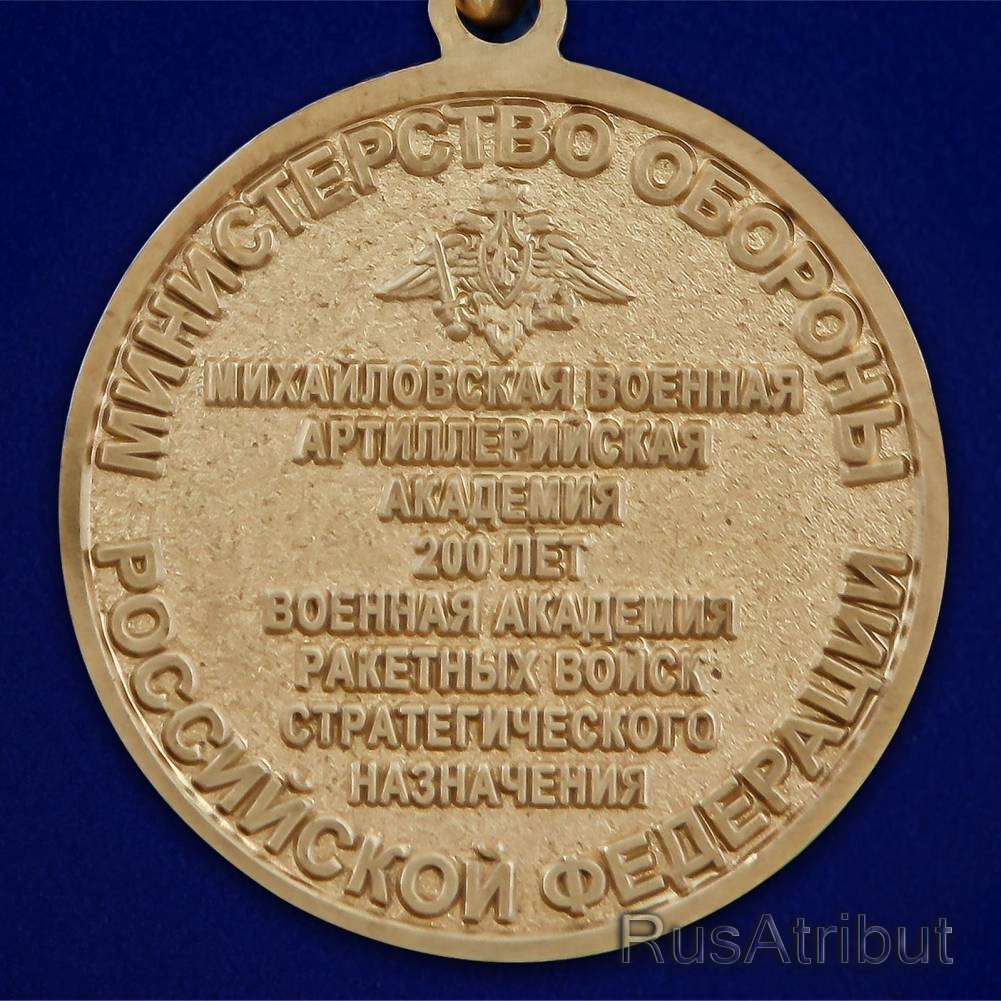 МИНИСТЕРСТВО ОБОРОНЫ
МИХАЙЛОВСКАЯ ВОЕННАЯ
АРТИЛЛЕРИЙСКАЯ
АКАДЕМИЯ
200 ЛЕТ
ВОЕННАЯ АКАДЕМИЯ
РАКЕТНЫХ ВОЙСК
СТРАТЕГИЧЕСКОГО
НАЗНАЧЕНИЯ
РОССИЙСКОЙ ФЕДЕРАЦИИ
RusAtribut